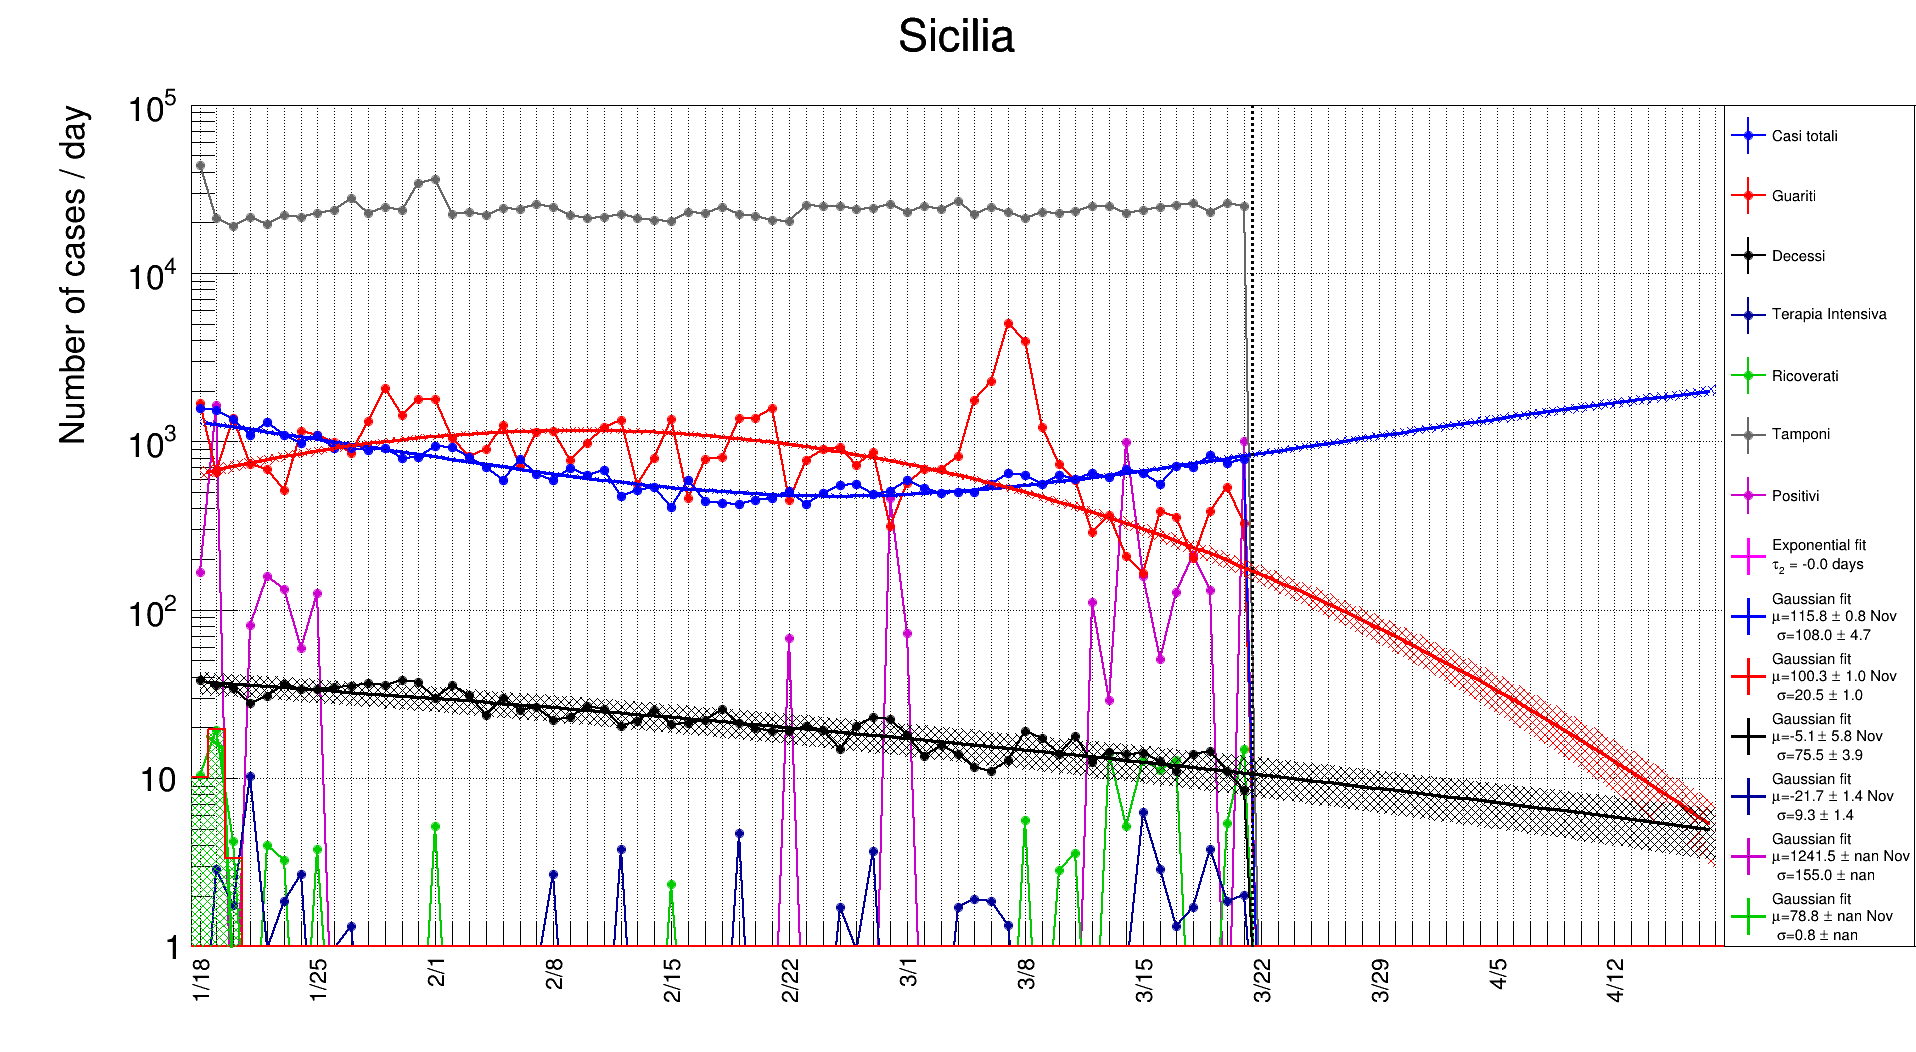 Sicilia
Number of cases / day
10^5
10^4
10^3
10^2
10
1
1/18
1/25
2/1
2/8
2/15
2/22
3/1
3/8
3/15
3/22
3/29
4/5
4/12
Casi totali
Guariti
Decessi
Terapia Intensiva
Ricoverati
Tamponi
Positivi
Exponential fit
τ_2 = -0.0 days
Gaussian fit
μ=115.8 ± 0.8 Nov
σ=108.0 ± 4.7
Gaussian fit
μ=100.3 ± 1.0 Nov
σ=20.5 ± 1.0
Gaussian fit
μ=-5.1 ± 5.8 Nov
σ=75.5 ± 3.9
Gaussian fit
μ=-21.7 ± 1.4 Nov
σ=9.3 ± 1.4
Gaussian fit
μ=1241.5 ± nan Nov
σ=155.0 ± nan
Gaussian fit
μ=78.8 ± nan Nov
σ=0.8 ± nan